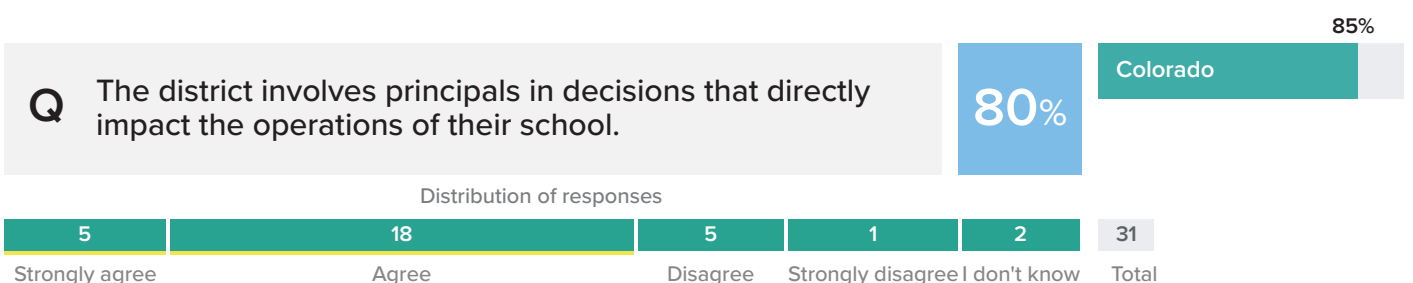 85%
Q
The district involves principals in decisions that directly
impact the operations of their school.
80%
Colorado
Distribution of responses
5 18 5 1 2 31
Strongly agree Agree Disagree Strongly disagree I don't know Total